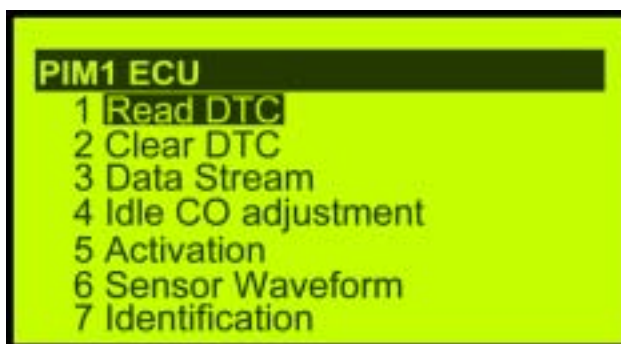 PIM1 ECU
1 Read DTC
2 Clear DTC
3 Data Stream
4 Idle CO adjustment
5 Activation
6 Sensor Waveform
7 Identification